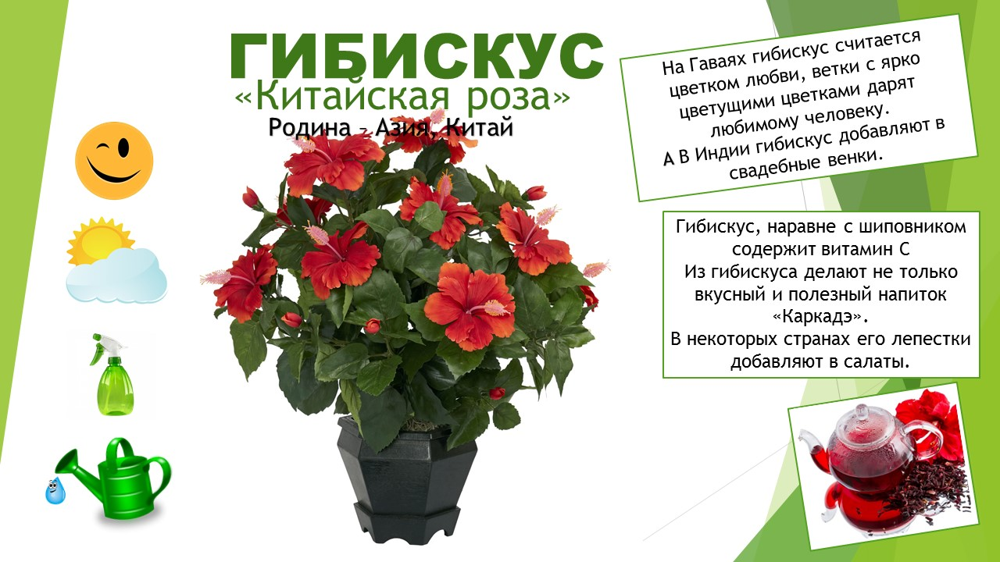 ГИБИСКУС
«Китайская роза»
Родина – Азия, Китай
На Гаваях гибискус считается
цветком любви, ветки с ярко
цветущими цветками дарят
любимому человеку.
А В Индии гибискус добавляют в
свадебные венки.
Гибискус, наравне с шиповником
содержит витамин С
Из гибискуса делают не только
вкусный и полезный напиток
«Каркадэ».
В некоторых странах его лепестки
добавляют в салаты.